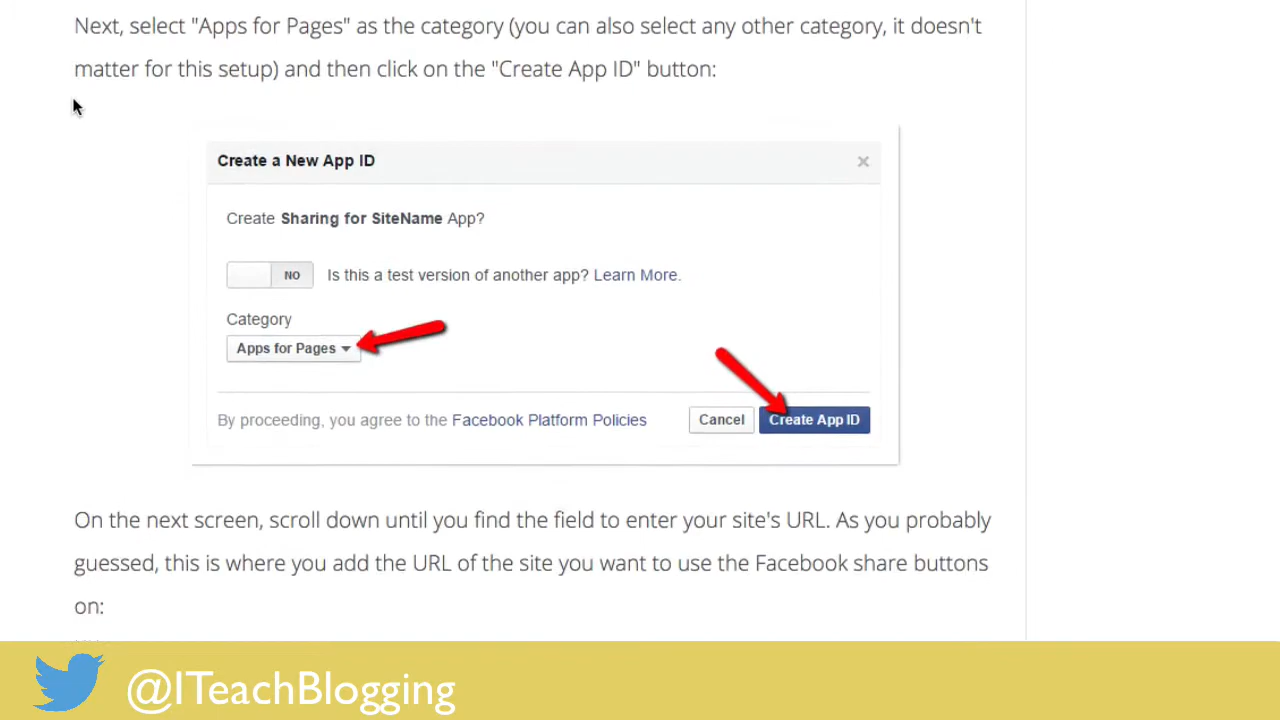 Next, select "Apps for Pages" as the category (you can also select any other category, it doesn't
matter for this setup) and then click on the "Create App ID" button:
Create a New App ID ×
Create Sharing for SiteName App?
NO Is this a test version of another app? Learn More.
Category
Apps for Pages
By proceeding, you agree to the Facebook Platform Policies Cancel Create App ID
On the next screen, scroll down until you find the field to enter your site's URL. As you probably
guessed, this is where you add the URL of the site you want to use the Facebook share buttons
on:
@ITeachBlogging